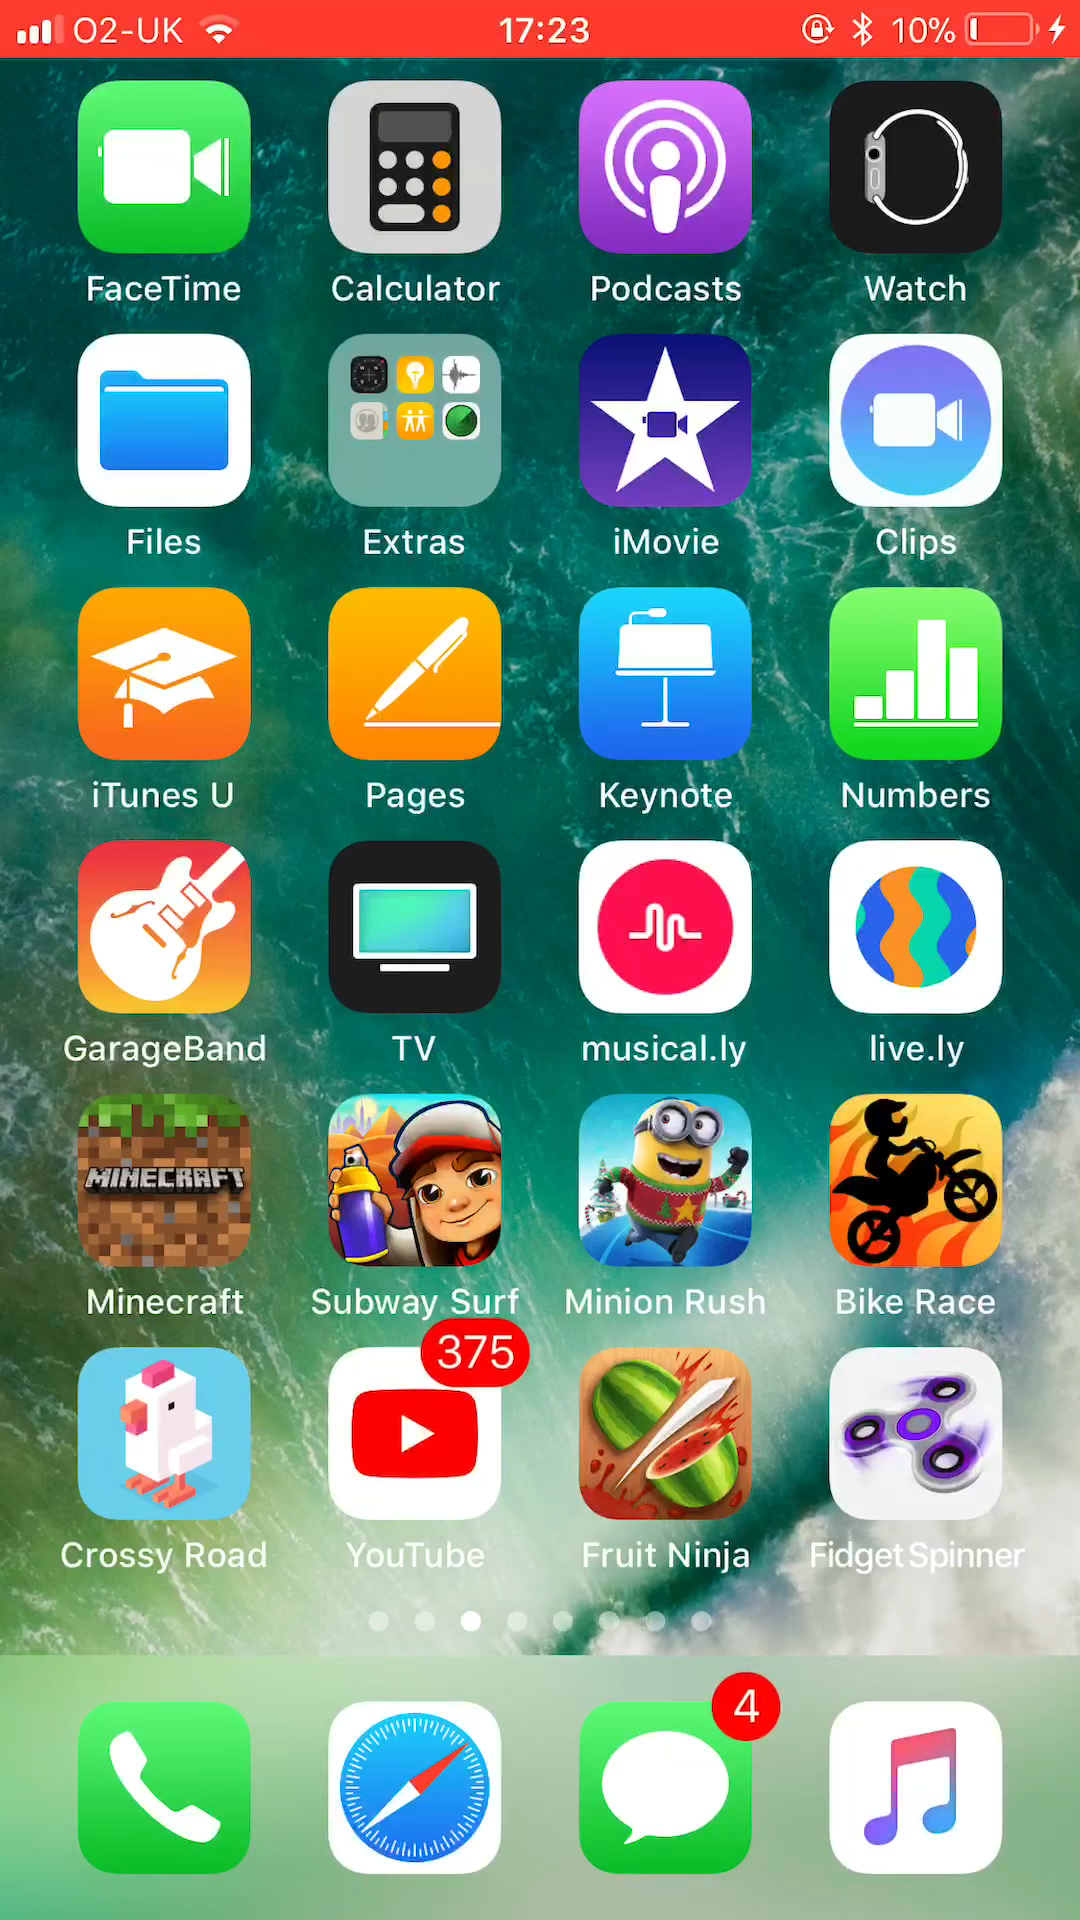 O2-UK 17:23 10%
FaceTime Calculator Podcasts Watch
Files Extras iMovie Clips
iTunes U Pages Keynote Numbers
GarageBand TV musical.ly live.ly
MINECRAFT
Minecraft Subway Surf Minion Rush Bike Race
375
Crossy Road YouTube Fruit Ninja Fidget Spinner
4